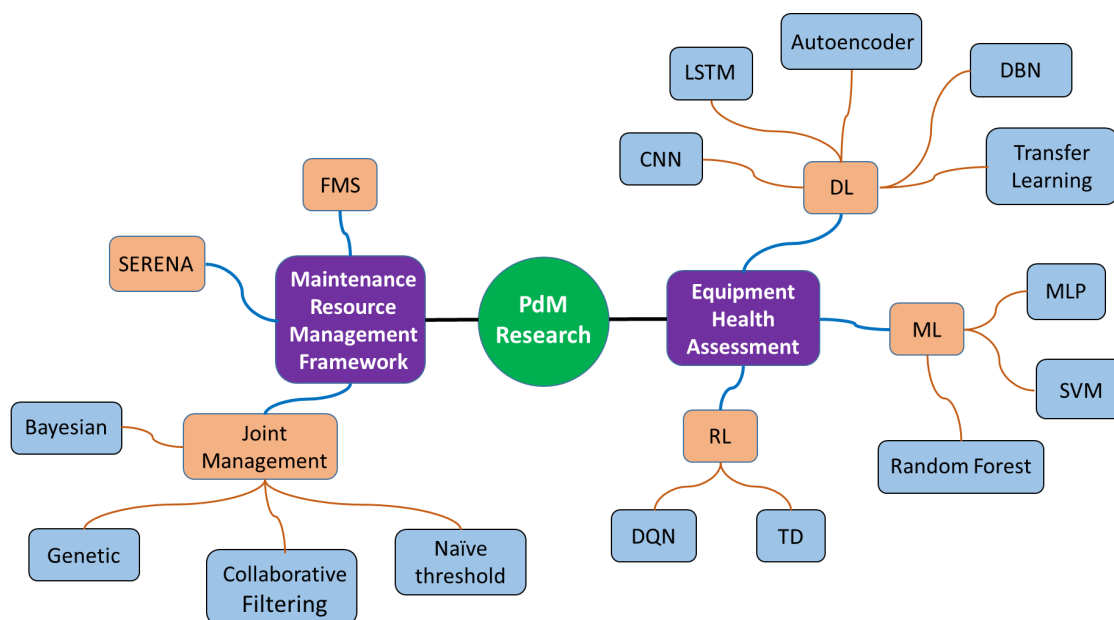 Autoencoder
LSTM
DBN
CNN
DL
Transfer
Learning
FMS
SERENA
Maintenance
Resource
Management
Framework
PdM
Research
Equipment
Health
Assessment
MLP
ML
SVM
Bayesian
Joint
Management
RL
Random Forest
Genetic
Collaborative
Filtering
Naïve
threshold
DQN
TD